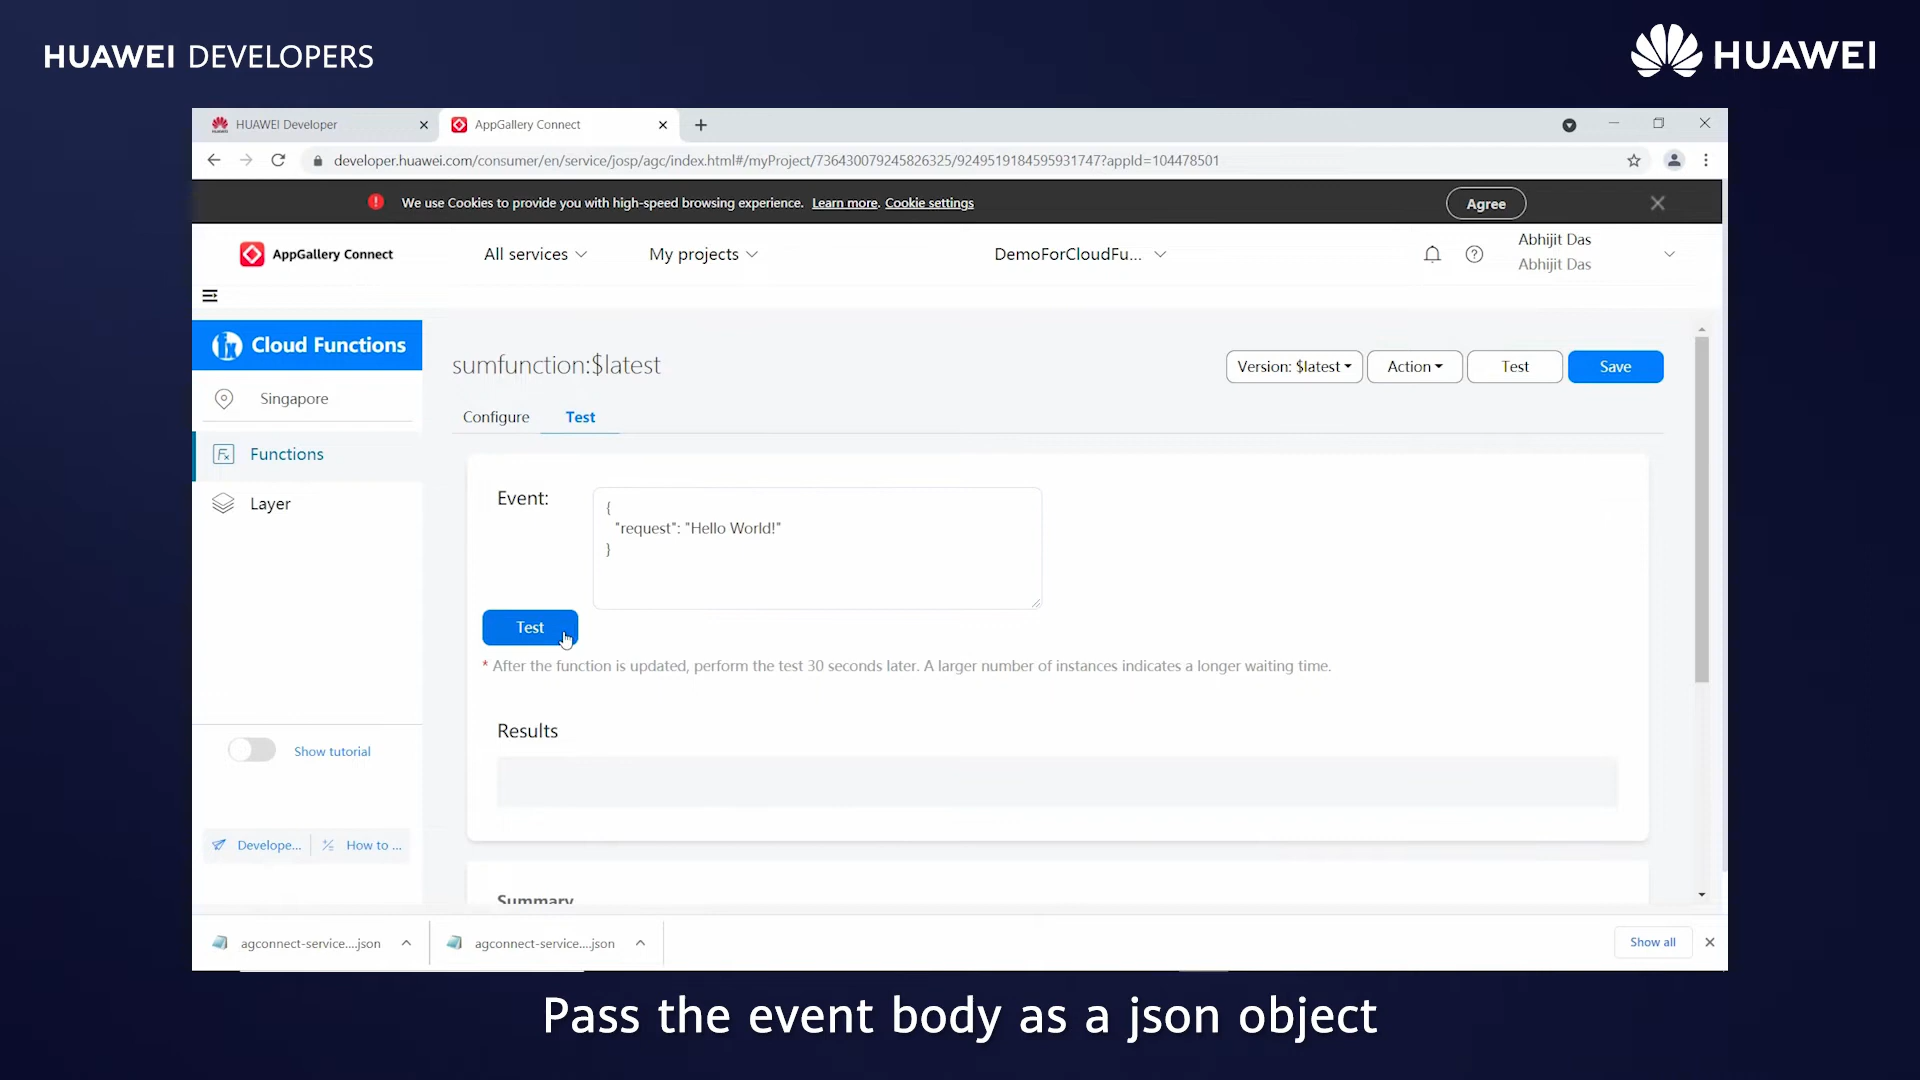 HUAWEI DEVELOPERS
HUAWEI
HUAWEI Developer
AppGallery Connect
developer.huawei.com/consumer/en/service/josp/agc/index.html#/myProject/736430079245826325/9249519184595931747?appId=104478501
We use Cookies to provide you with high-speed browsing experience. Learn more. Cookie settings
Agree
AppGallery Connect
All services
My projects
DemoForCloudFu...
Abhijit Das
Abhijit Das
Cloud Functions
Singapore
Functions
Layer
Show tutorial
Develope...
How to ...
sumfunction:$latest
Version: $latest
Action
Test
Save
Configure
Test
Event:
{
"request": "Hello World!"
}
Test
* After the function is updated, perform the test 30 seconds later. A larger number of instances indicates a longer waiting time.
Results
Summary
agconnect-service....json
agconnect-service....json
Show all
Pass the event body as a json object